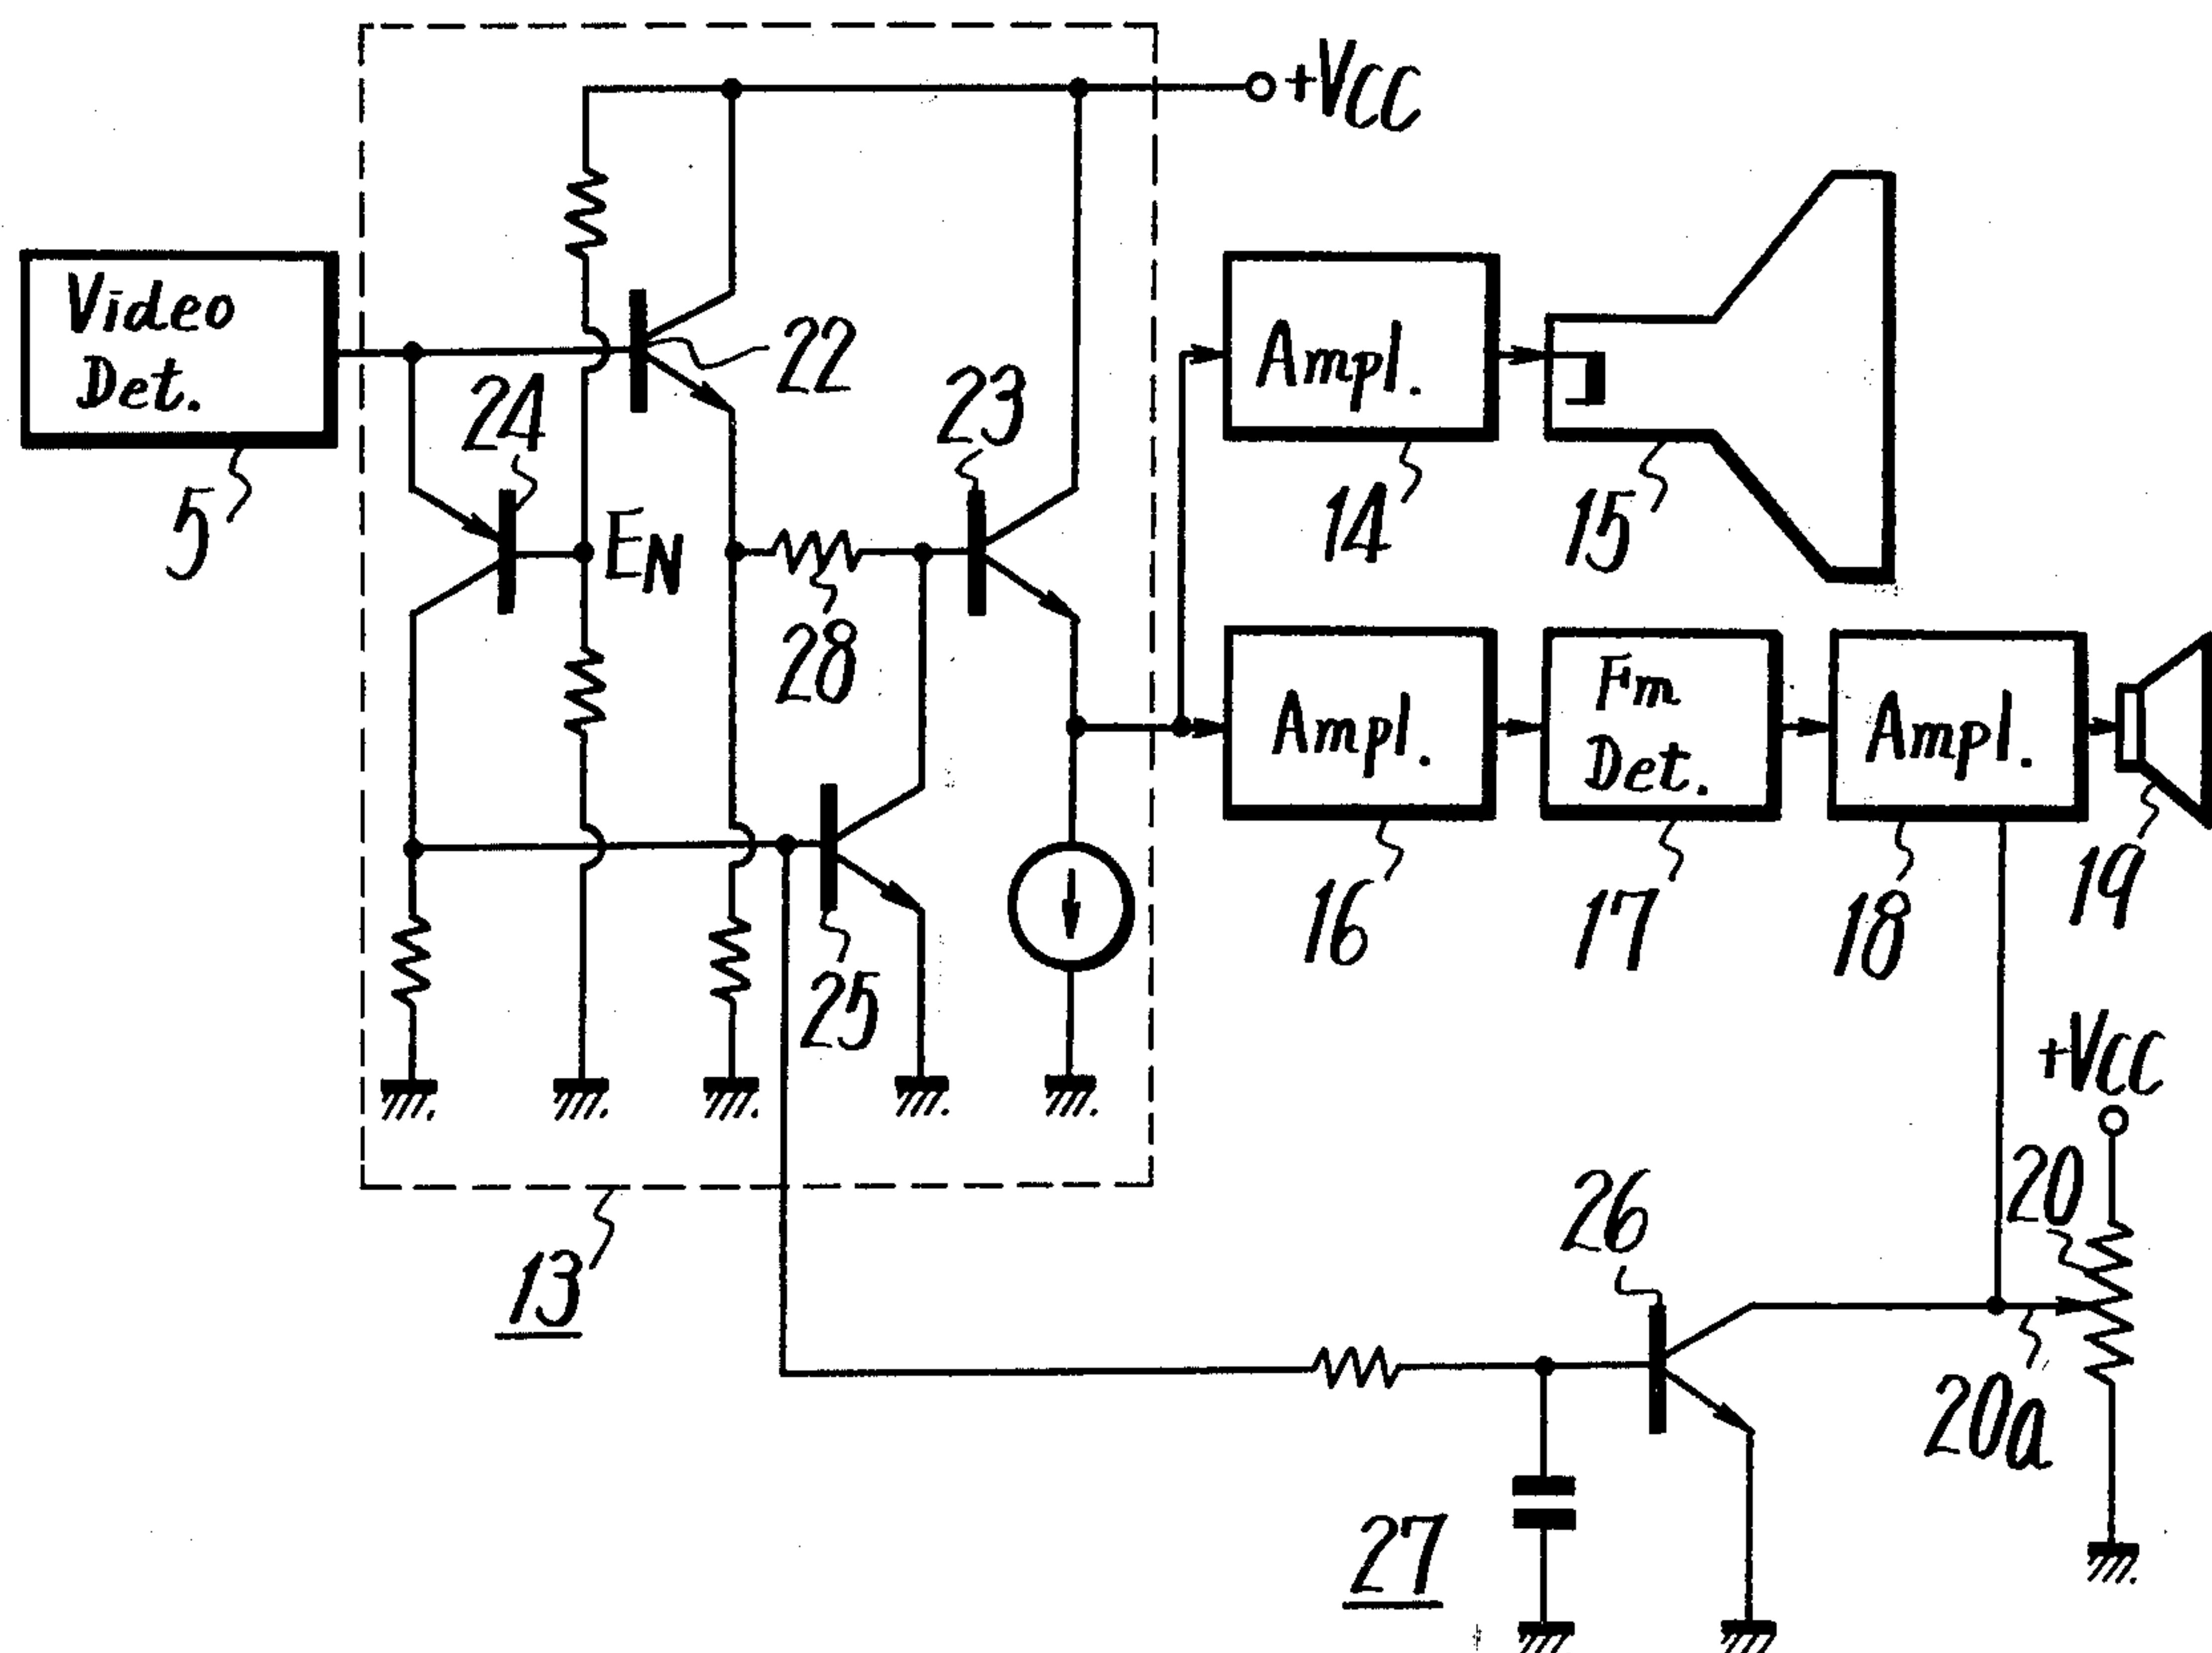 +VCC
Video
Det.
5
24
22
23
EN
28
25
13
Ampl.
14
15
Ampl.
16
Fm
Det.
17
Ampl.
18
19
+VCC
20
20a
26
27